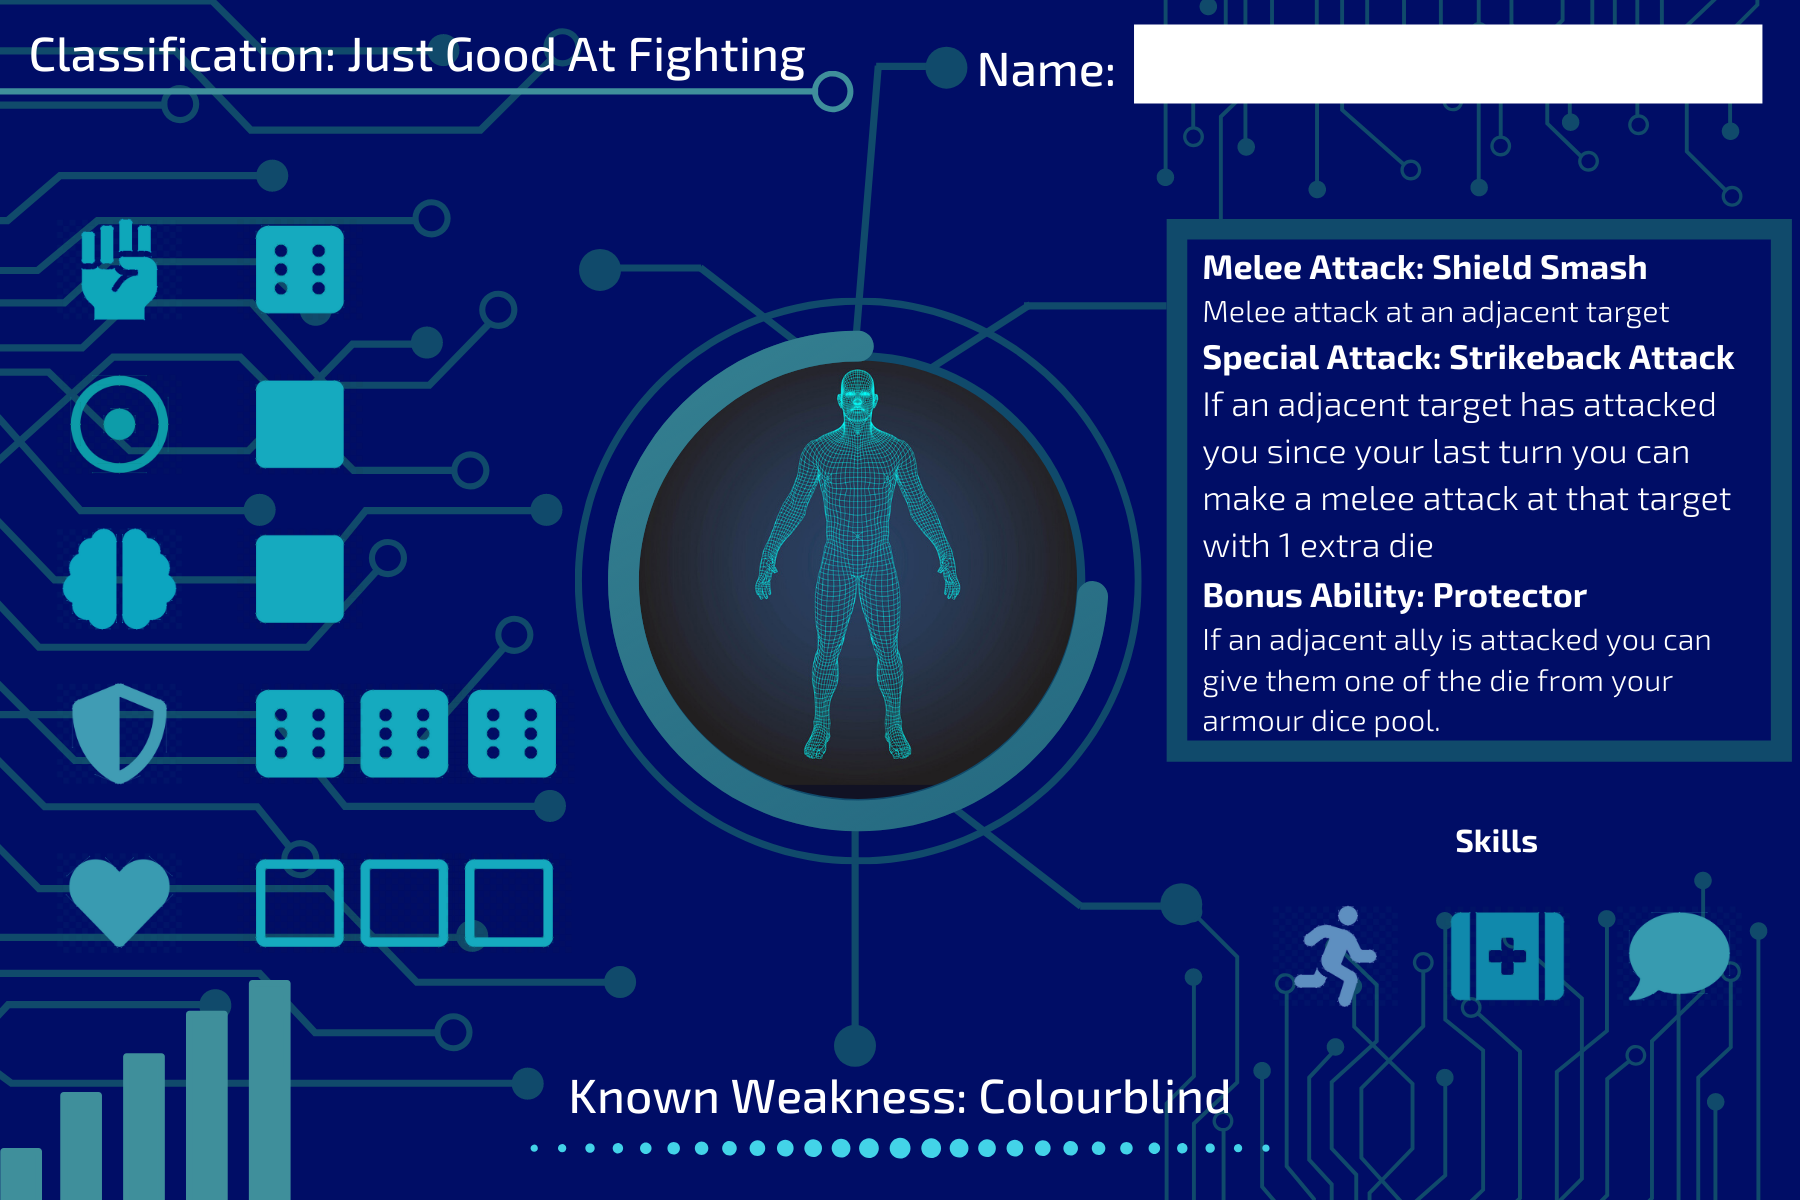 Classification: Just Good At Fighting
Name:
Melee Attack: Shield Smash
Melee attack at an adjacent target
Special Attack: Strikeback Attack
If an adjacent target has attacked
you since your last turn you can
make a melee attack at that target
with 1 extra die
Bonus Ability: Protector
If an adjacent ally is attacked you can
give them one of the die from your
armour dice pool.
Skills
Known Weakness: Colourblind